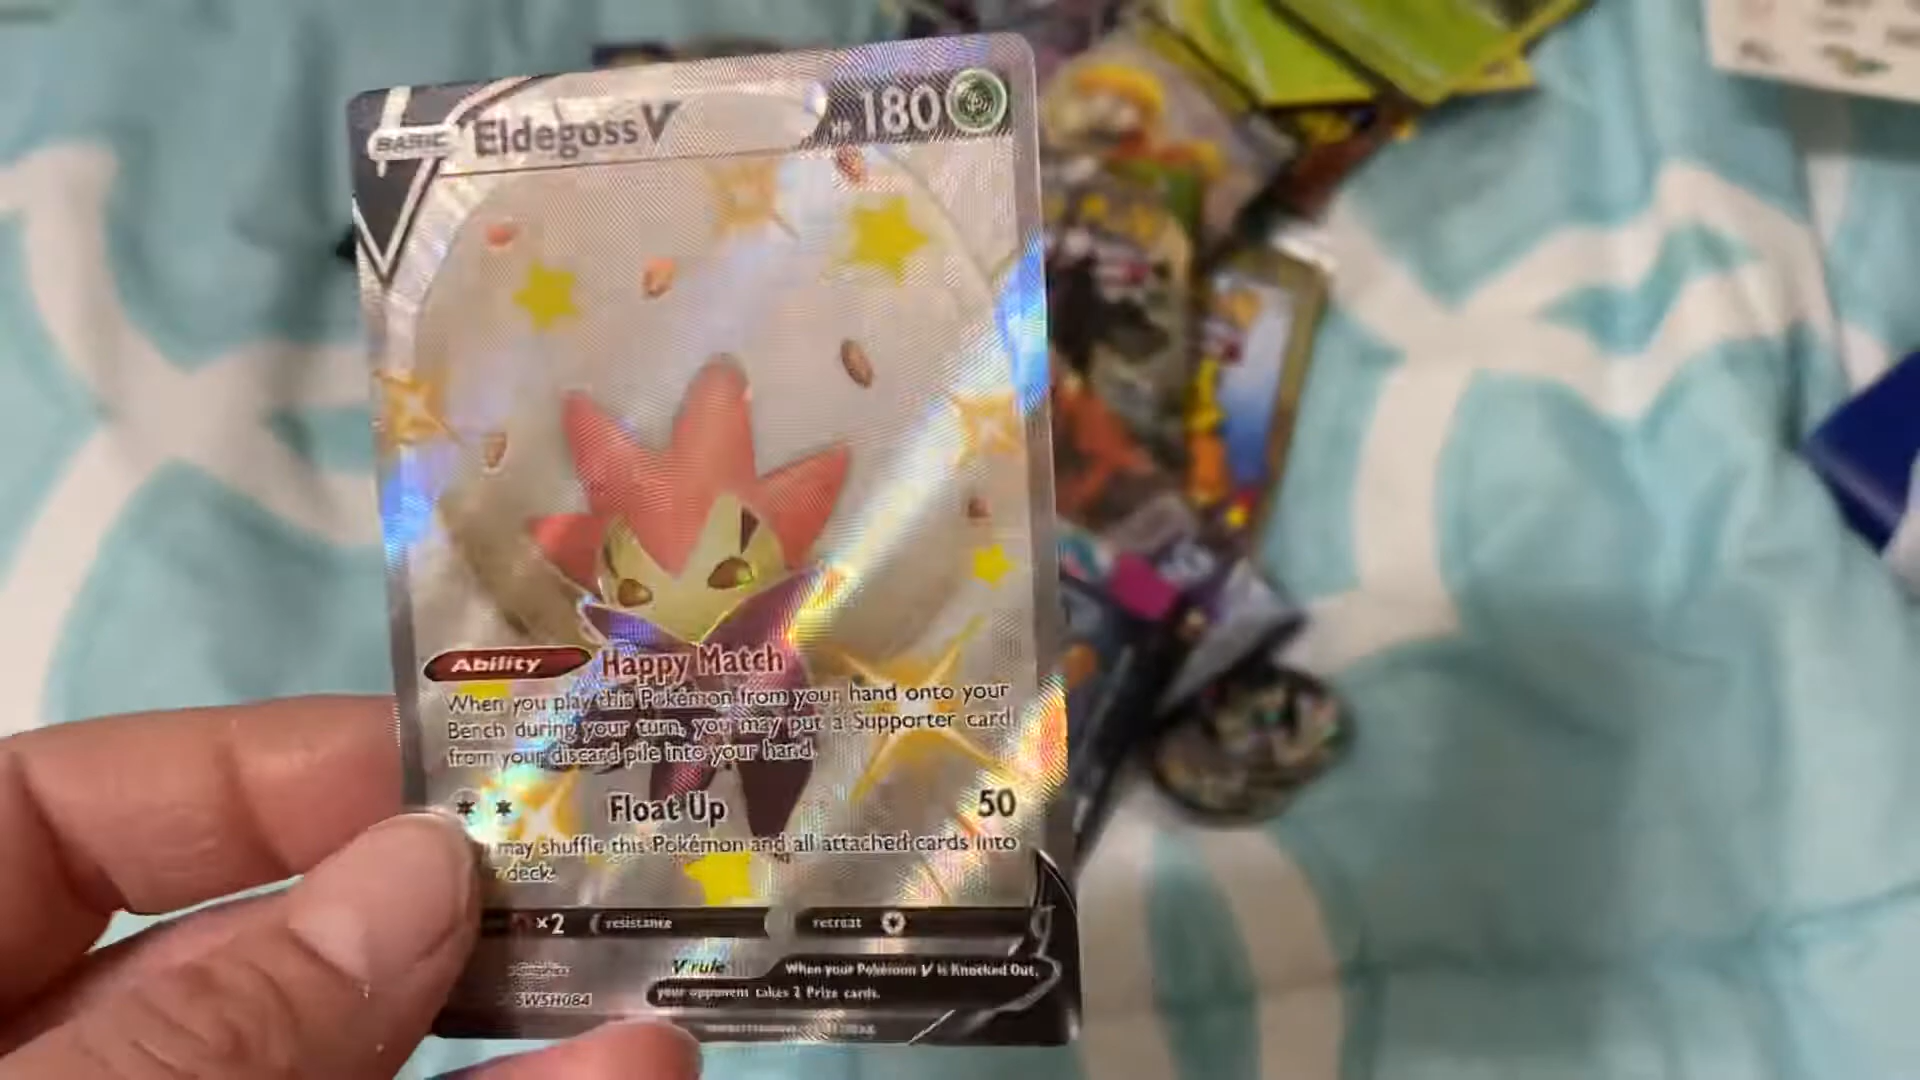 BASIC Eldegoss V HP 180
Ability Happy Match
When you play this Pokémon from your hand onto your
Bench during your turn, you may put a Supporter card
from your discard pile into your hand.
Float Up 50
may shuffle this Pokémon and all attached cards into
deck.
×2 resistance retreat
V rule When your Pokémon V is Knocked Out,
your opponent takes 2 Prize cards.
SWSH084